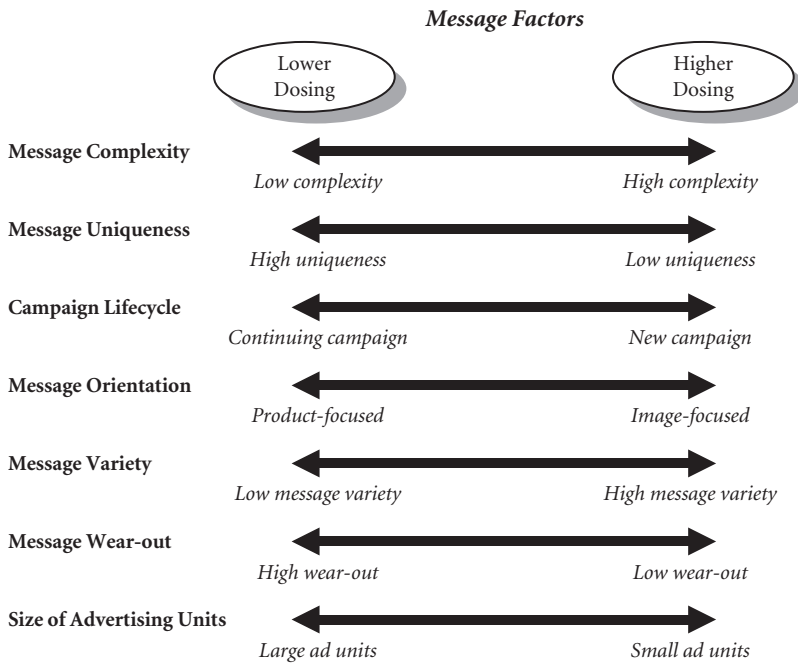 Message Factors
Lower
Dosing
Higher
Dosing
Message Complexity
Low complexity
High complexity
Message Uniqueness
High uniqueness
Low uniqueness
Campaign Lifecycle
Continuing campaign
New campaign
Message Orientation
Product-focused
Image-focused
Message Variety
Low message variety
High message variety
Message Wear-out
High wear-out
Low wear-out
Size of Advertising Units
Large ad units
Small ad units